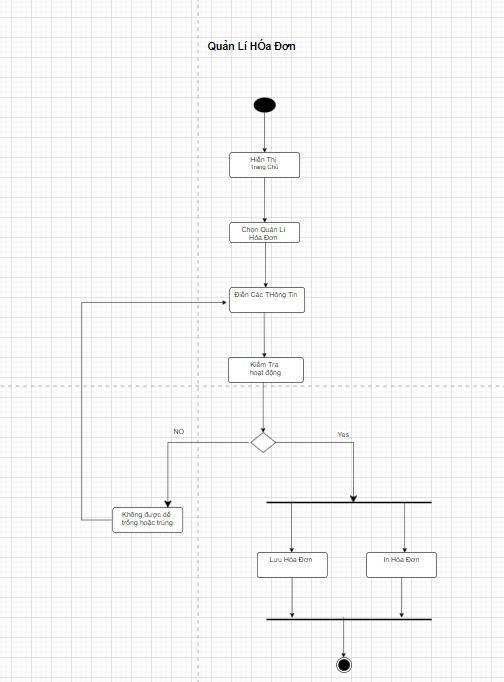 Quản Lí HÓa Đơn
Hiển Thị
Trang Chủ
Chọn Quản Lí
Hóa Đơn
Điền Các THông Tin
Kiểm Tra
hoạt động
NO
Yes
Không được để
trống hoặc trùng
Lưu Hóa Đơn
In Hóa Đơn